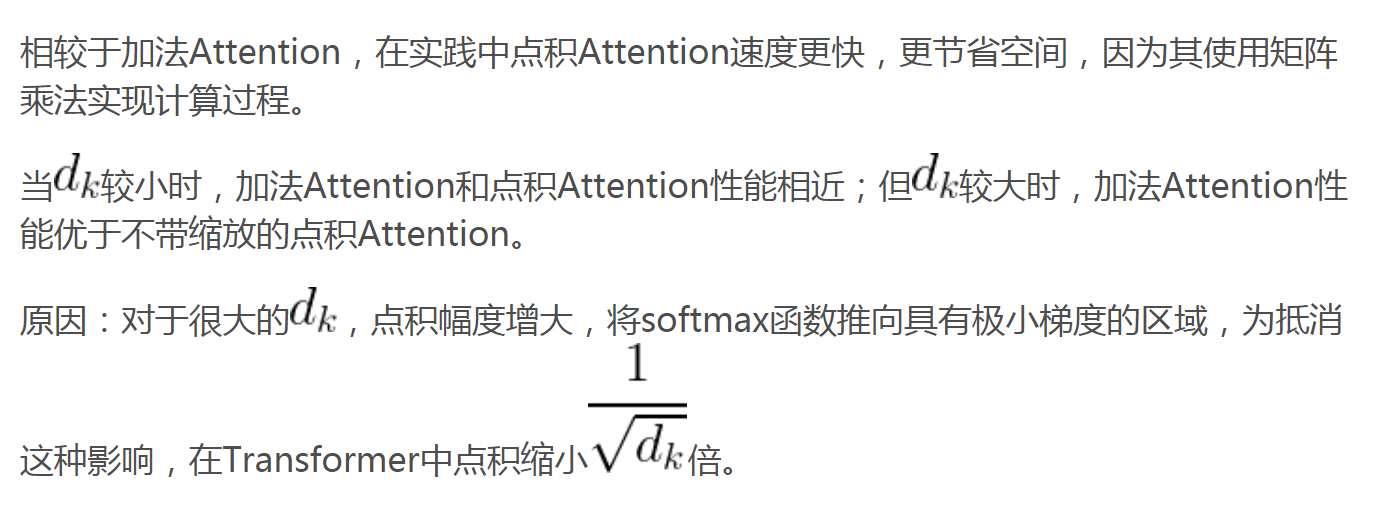 相较于加法Attention，在实践中点积Attention速度更快，更节省空间，因为其使用矩阵
乘法实现计算过程。
当$d_k$较小时，加法Attention和点积Attention性能相近；但$d_k$较大时，加法Attention性
能优于不带缩放的点积Attention。
原因：对于很大的$d_k$，点积幅度增大，将softmax函数推向具有极小梯度的区域，为抵消
这种影响，在Transformer中点积缩小$\frac{1}{\sqrt{d_k}}$倍。